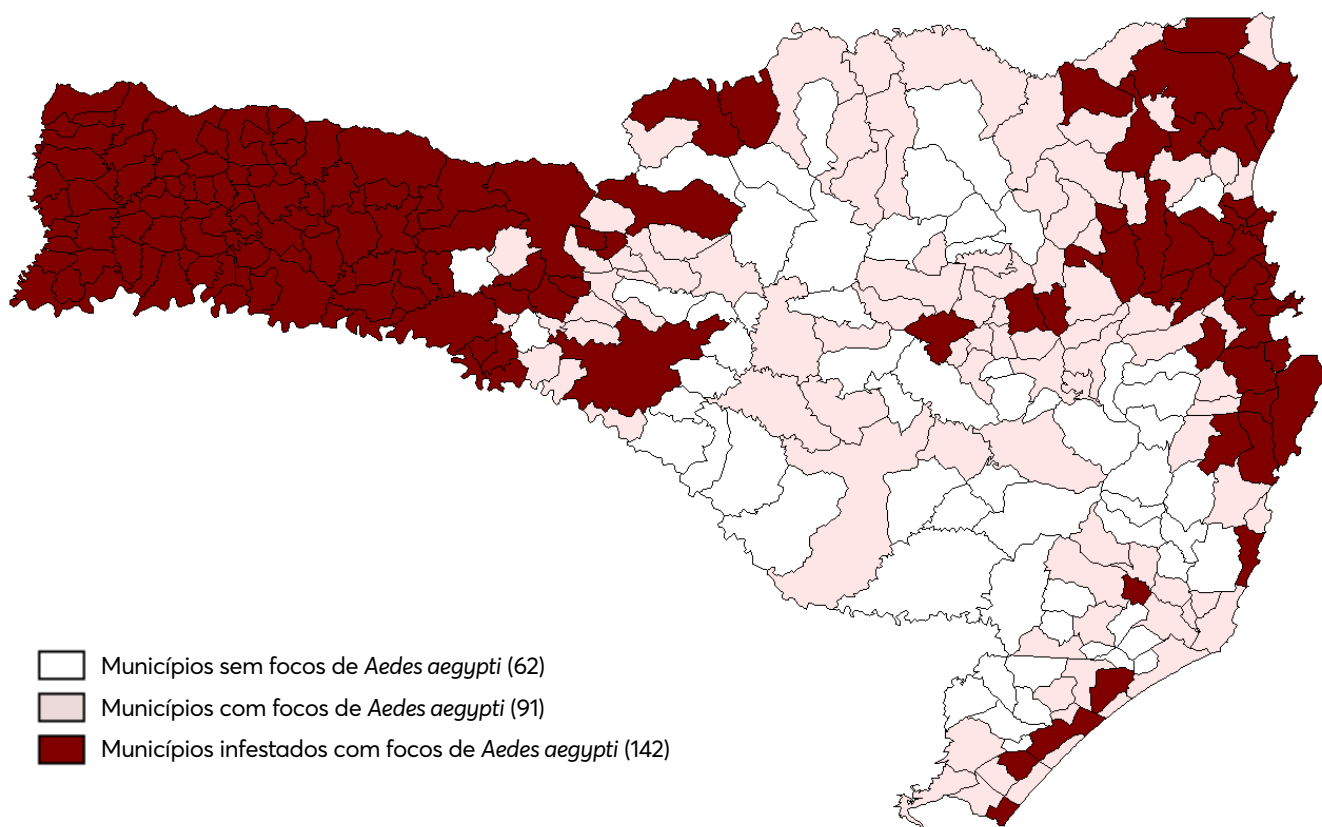 Municípios sem focos de Aedes aegypti (62)
Municípios com focos de Aedes aegypti (91)
Municípios infestados com focos de Aedes aegypti (142)